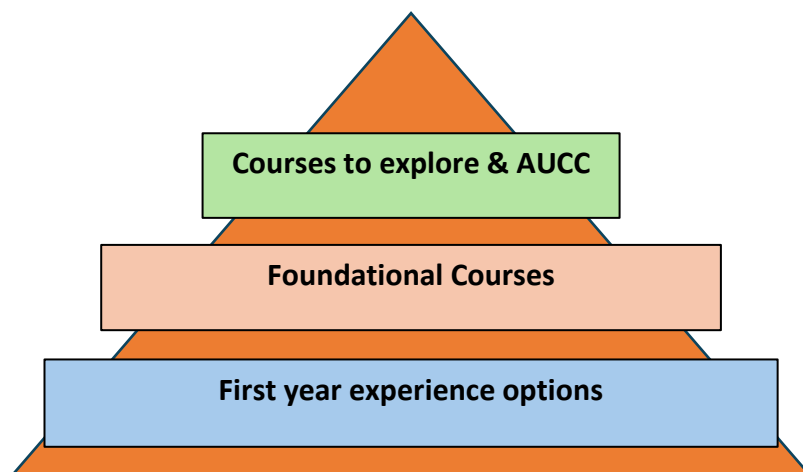 Courses to explore & AUCC
Foundational Courses
First year experience options